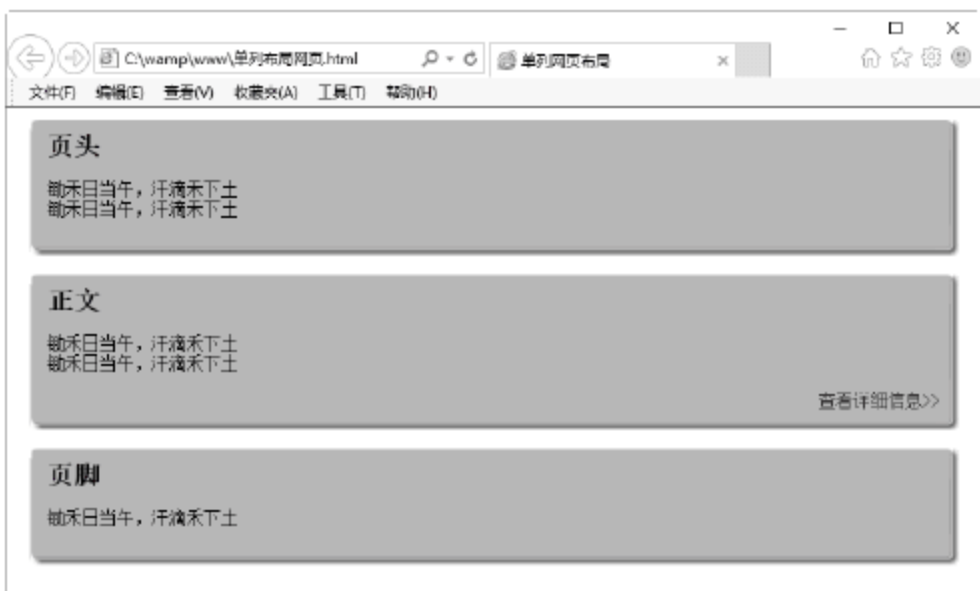 C:\wamp\www\单列布局网页.html
单列网页布局
文件(F) 编辑(E) 查看(V) 收藏夹(A) 工具(T) 帮助(H)
页头
锄禾日当午，汗滴禾下土
锄禾日当午，汗滴禾下土
正文
锄禾日当午，汗滴禾下土
锄禾日当午，汗滴禾下土
查看详细信息>>
页脚
锄禾日当午，汗滴禾下土